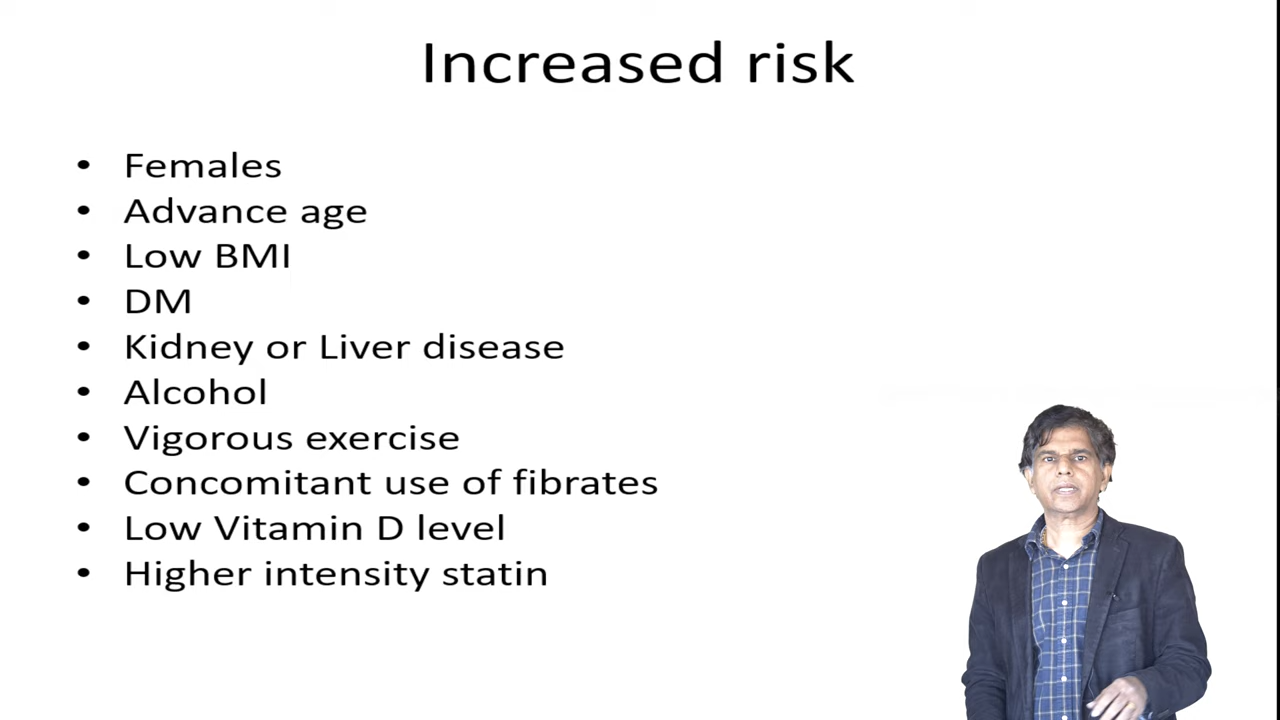 Increased risk
• Females
• Advance age
• Low BMI
• DM
• Kidney or Liver disease
• Alcohol
• Vigorous exercise
• Concomitant use of fibrates
• Low Vitamin D level
• Higher intensity statin